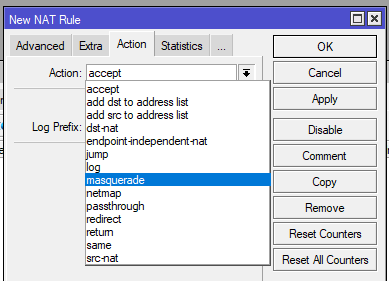 New NAT Rule
Advanced Extra Action Statistics ...
OK
Action: accept
Cancel
accept
add dst to address list
add src to address list
dst-nat
endpoint-independent-nat
jump
log
masquerade
netmap
passthrough
redirect
return
same
src-nat
Log Prefix:
Apply
Disable
Comment
Copy
Remove
Reset Counters
Reset All Counters